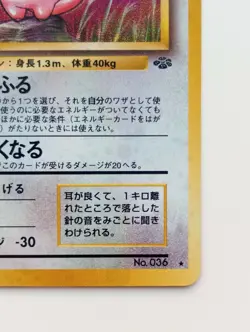 ン：身長1.3m、体重40kg
ふる
から1つを選び、それを自分のワザとして使
使うのに必要なエネルギーがなくてもよ
ほかに必要な条件（エネルギーカードをはが
が）たりないときには使えない。
くなる
でこのカードが受けるダメージが20へる。
げる
ジ -30
耳が良くて、1キロ離
れたところで落とした
針の音をみごとに聞き
わけられる。
No. 036 ★